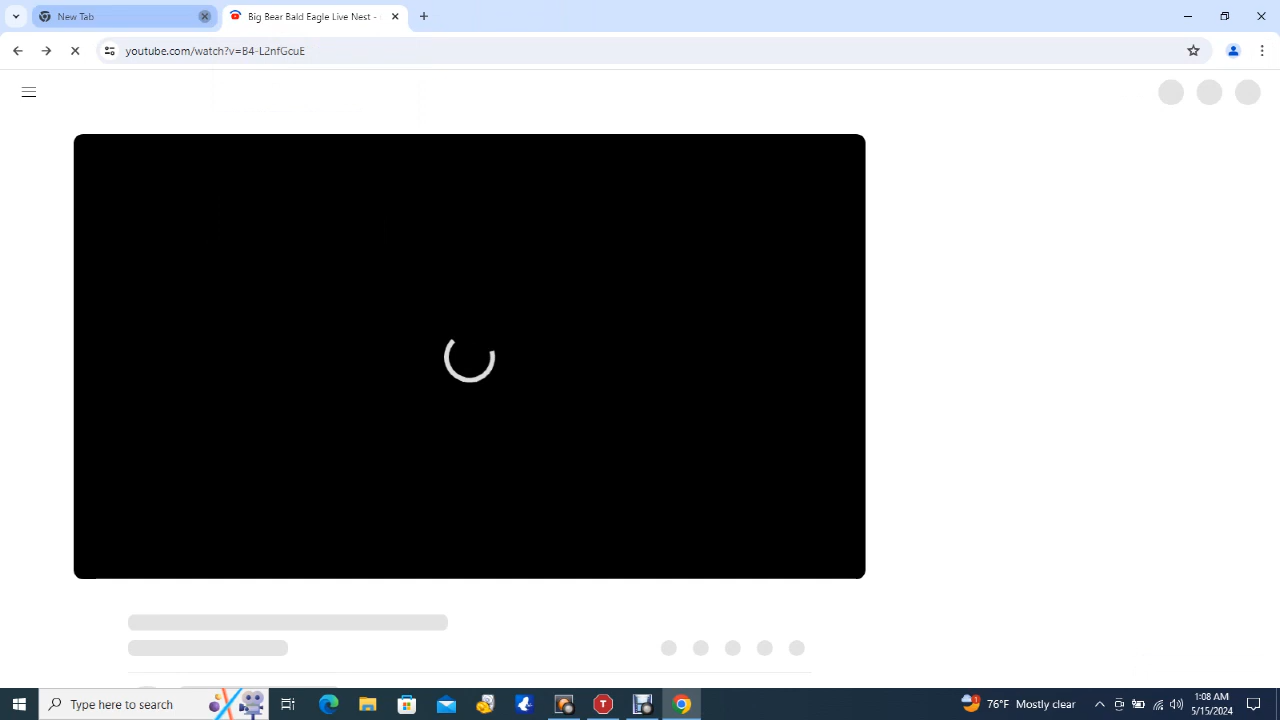 New Tab
Big Bear Bald Eagle Live Nest -
youtube.com/watch?v=B4-L2nfGcuE
Type here to search
T
1
76°F Mostly clear
1:08 AM
5/15/2024